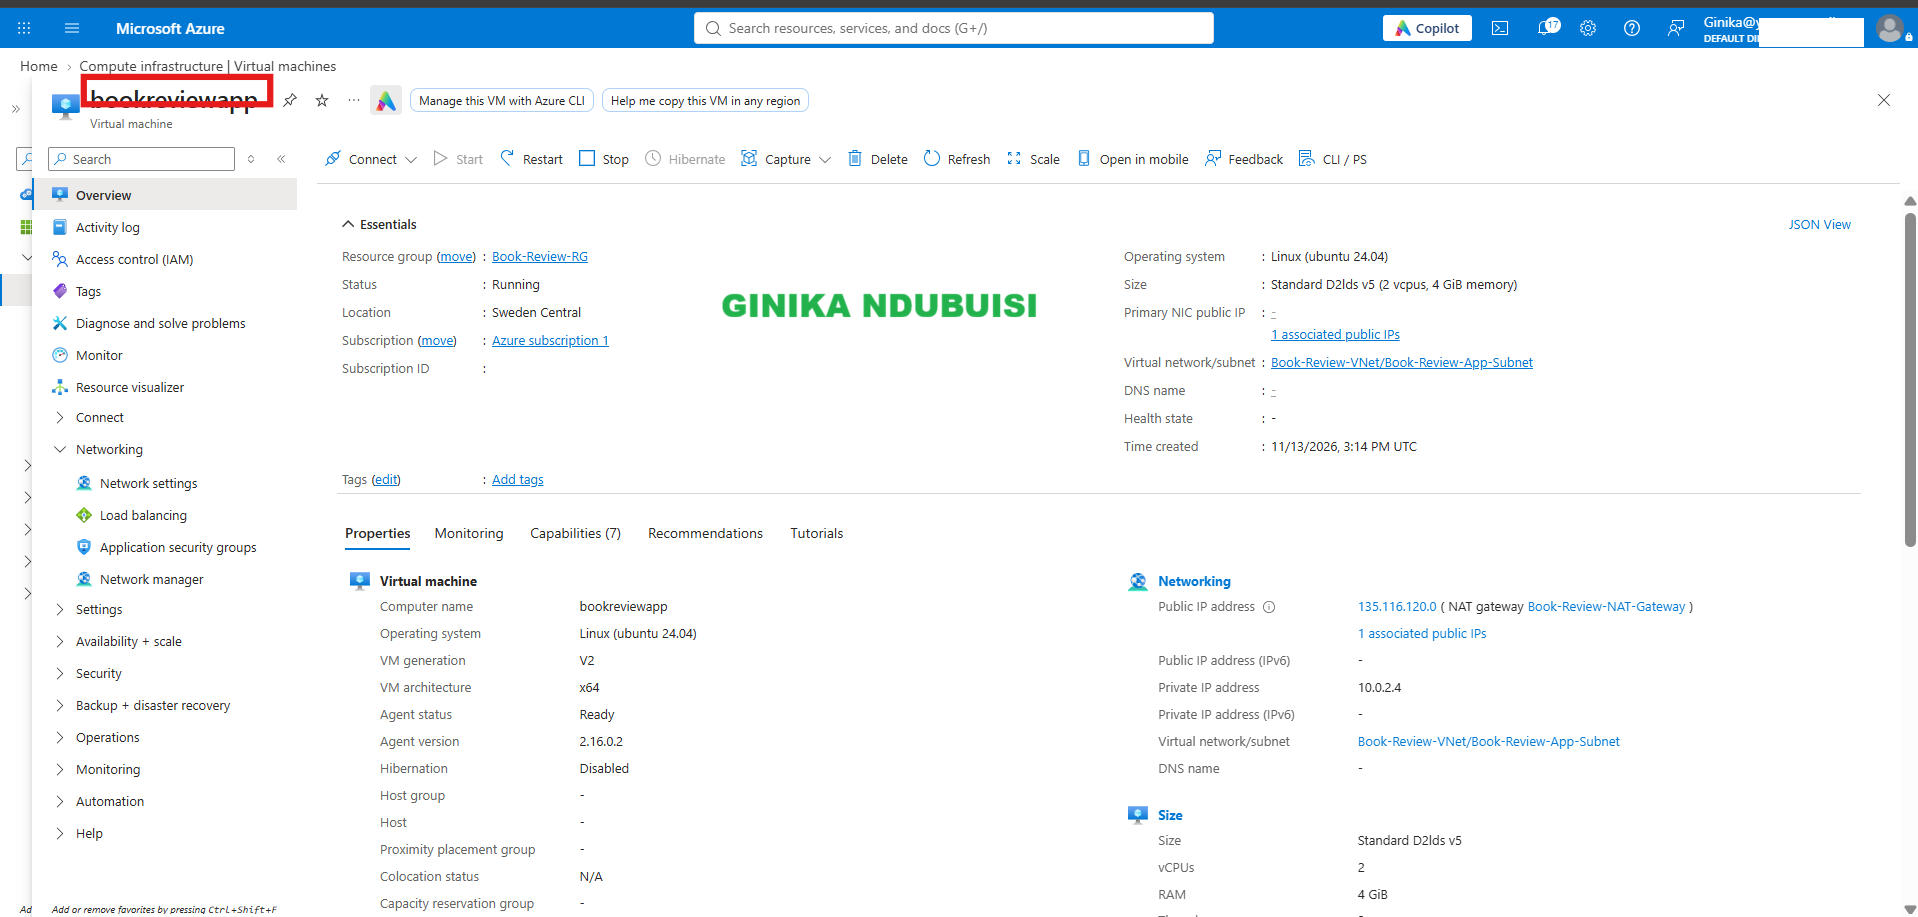 Microsoft Azure
Search resources, services, and docs (G+/)
Copilot
17
Ginika@
DEFAULT
Home > Compute infrastructure | Virtual machines
bookreviewapp
Virtual machine
Manage this VM with Azure CLI
Help me copy this VM in any region
Search
Connect
Start
Restart
Stop
Hibernate
Capture
Delete
Refresh
Scale
Open in mobile
Feedback
CLI / PS
Overview
Activity log
Access control (IAM)
Tags
Diagnose and solve problems
Monitor
Resource visualizer
Connect
Networking
Network settings
Load balancing
Application security groups
Network manager
Settings
Availability + scale
Security
Backup + disaster recovery
Operations
Monitoring
Automation
Help
Ad
Add or remove favorites by pressing Ctrl+Shift+F
Essentials
JSON View
Resource group (move) : Book-Review-RG
Status : Running
Location : Sweden Central
Subscription (move) : Azure subscription 1
Subscription ID :
GINIKA NDUBUISI
Operating system : Linux (ubuntu 24.04)
Size : Standard D2lds v5 (2 vcpus, 4 GiB memory)
Primary NIC public IP : -
1 associated public IPs
Virtual network/subnet : Book-Review-VNet/Book-Review-App-Subnet
DNS name : -
Health state : -
Time created : 11/13/2026, 3:14 PM UTC
Tags (edit) : Add tags
Properties
Monitoring
Capabilities (7)
Recommendations
Tutorials
Virtual machine
Computer name bookreviewapp
Operating system Linux (ubuntu 24.04)
VM generation V2
VM architecture x64
Agent status Ready
Agent version 2.16.0.2
Hibernation Disabled
Host group -
Host -
Proximity placement group -
Colocation status N/A
Capacity reservation group -
Networking
Public IP address 135.116.120.0 ( NAT gateway Book-Review-NAT-Gateway )
1 associated public IPs
Public IP address (IPv6) -
Private IP address 10.0.2.4
Private IP address (IPv6) -
Virtual network/subnet Book-Review-VNet/Book-Review-App-Subnet
DNS name -
Size
Size Standard D2lds v5
vCPUs 2
RAM 4 GiB